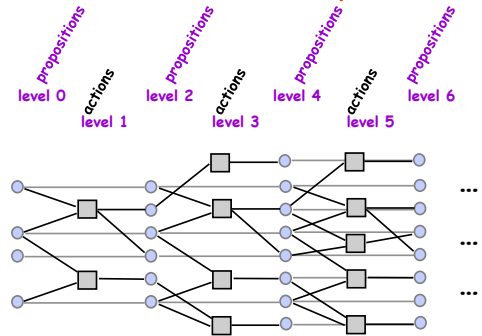 propositions
level 0
actions
level 1
propositions
level 2
actions
level 3
propositions
level 4
actions
level 5
propositions
level 6
...
...
...